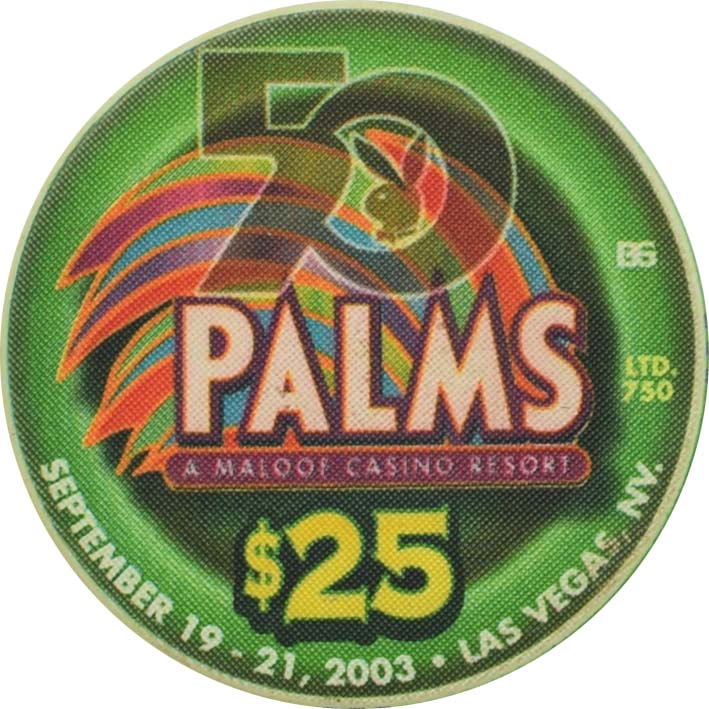 50
BG
LTD.
750
PALMS
A MALOOF CASINO RESORT
$25
SEPTEMBER 19 - 21, 2003 • LAS VEGAS, NV.